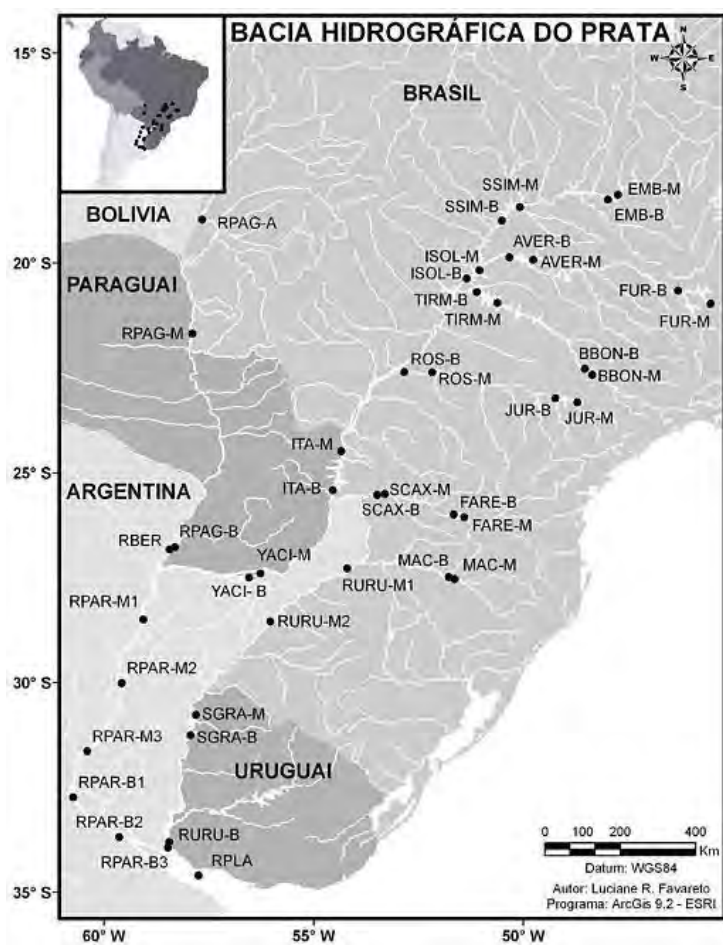 BACIA HIDROGRÁFICA DO PRATA
N
W E
S
15° S
BRASIL
SSIM-M
EMB-M
SSIM-B
EMB-B
BOLIVIA
RPAG-A
AVER-B
ISOL-M
AVER-M
20° S
ISOL-B
PARAGUAI
TIRM-B
FUR-B
TIRM-M
FUR-M
RPAG-M
BBON-B
ROS-B
BBON-M
ROS-M
JUR-B
JUR-M
ITA-M
25° S
ARGENTINA
ITA-B
SCAX-M
SCAX-B
FARE-B
FARE-M
RPAG-B
RBER
YACI-M
MAC-B
MAC-M
YACI- B
RURU-M1
RPAR-M1
RURU-M2
RPAR-M2
30° S
SGRA-M
RPAR-M3
SGRA-B
URUGUAI
RPAR-B1
RPAR-B2
RURU-B
RPAR-B3
RPLA
0 100 200 400
Km
Datum: WGS84
Autor: Luciane R. Favareto
Programa: ArcGis 9.2 - ESRI
35° S
60° W 55° W 50° W